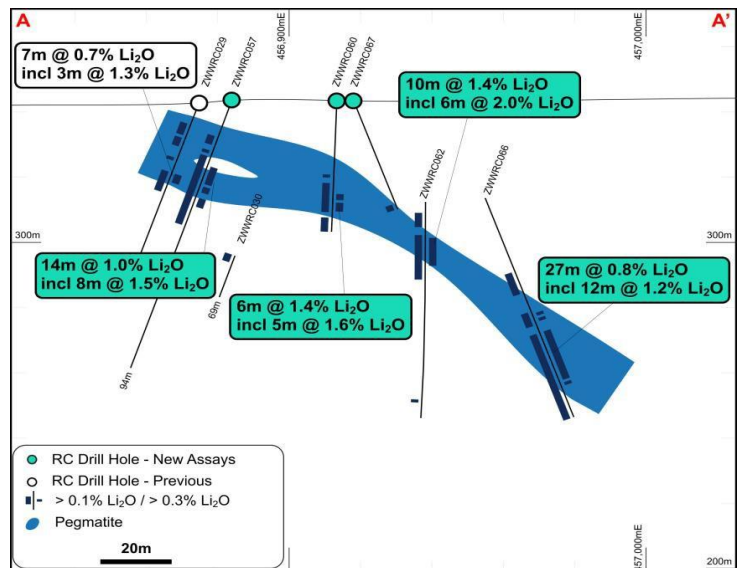 A
A’
456,900mE
457,000mE
7m @ 0.7% Li₂O
incl 3m @ 1.3% Li₂O
ZWWRC029
ZWWRC057
ZWWRC060
ZWWRC067
10m @ 1.4% Li₂O
incl 6m @ 2.0% Li₂O
ZWWRC062
ZWWRC066
ZWWRC030
300m
300m
14m @ 1.0% Li₂O
incl 8m @ 1.5% Li₂O
27m @ 0.8% Li₂O
incl 12m @ 1.2% Li₂O
6m @ 1.4% Li₂O
incl 5m @ 1.6% Li₂O
69m
94m
RC Drill Hole - New Assays
RC Drill Hole - Previous
> 0.1% Li₂O / > 0.3% Li₂O
Pegmatite
20m
457,000mE
200m